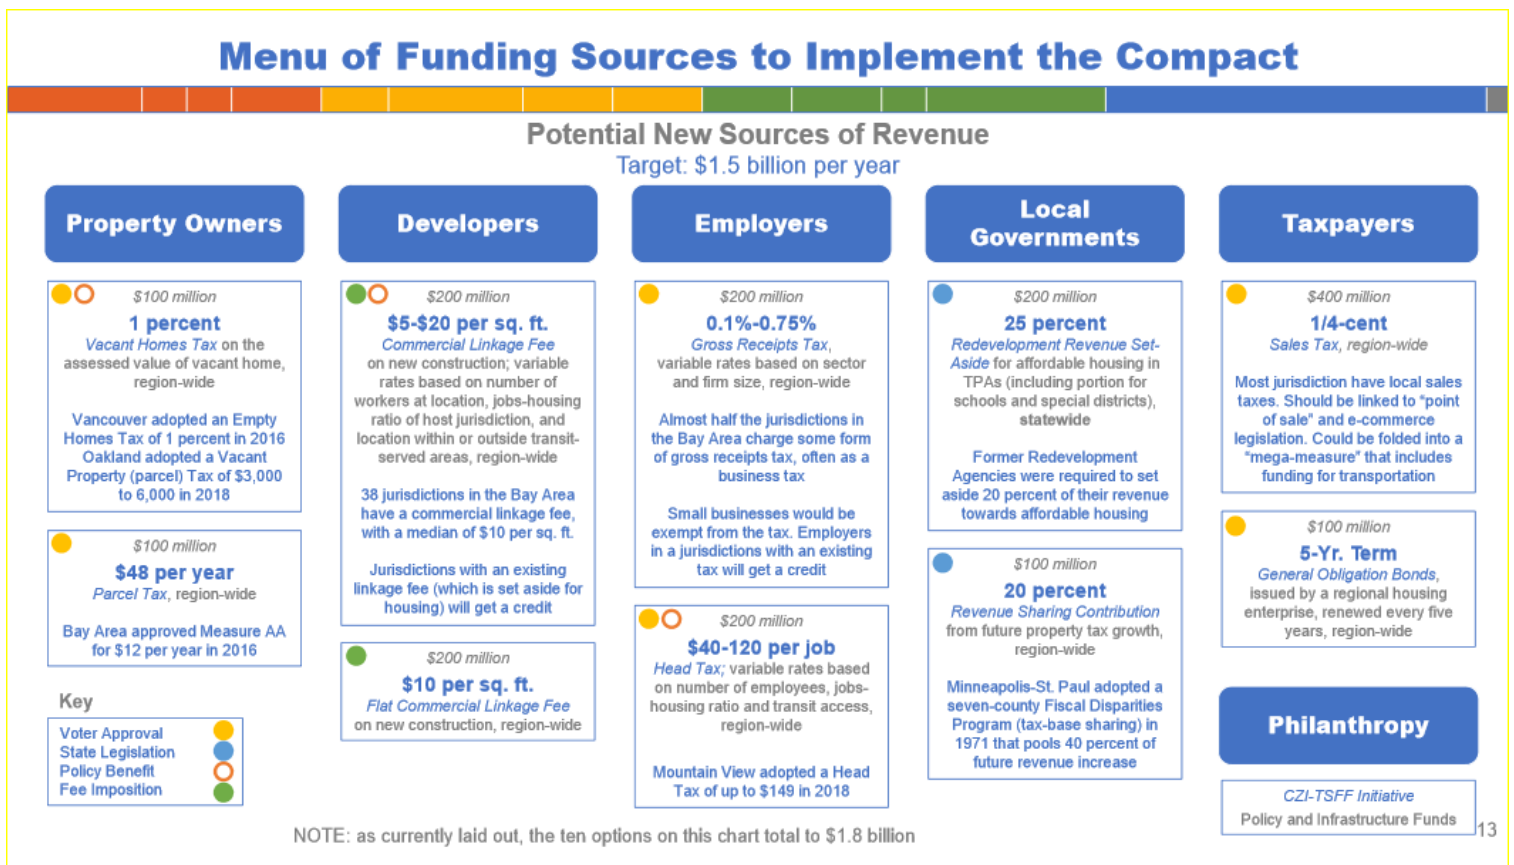 Menu of Funding Sources to Implement the Compact
Potential New Sources of Revenue
Target: $1.5 billion per year
Property Owners
$100 million
1 percent
Vacant Homes Tax on the
assessed value of vacant home,
region-wide
Vancouver adopted an Empty
Homes Tax of 1 percent in 2016
Oakland adopted a Vacant
Property (parcel) Tax of $3,000
to 6,000 in 2018
$100 million
$48 per year
Parcel Tax, region-wide
Bay Area approved Measure AA
for $12 per year in 2016
Key
Voter Approval
State Legislation
Policy Benefit
Fee Imposition
Developers
$200 million
$5-$20 per sq. ft.
Commercial Linkage Fee
on new construction; variable
rates based on number of
workers at location, jobs-housing
ratio of host jurisdiction, and
location within or outside transit-
served areas, region-wide
38 jurisdictions in the Bay Area
have a commercial linkage fee,
with a median of $10 per sq. ft.
Jurisdictions with an existing
linkage fee (which is set aside for
housing) will get a credit
$200 million
$10 per sq. ft.
Flat Commercial Linkage Fee
on new construction, region-wide
Employers
$200 million
0.1%-0.75%
Gross Receipts Tax,
variable rates based on sector
and firm size, region-wide
Almost half the jurisdictions in
the Bay Area charge some form
of gross receipts tax, often as a
business tax
Small businesses would be
exempt from the tax. Employers
in a jurisdictions with an existing
tax will get a credit
$200 million
$40-120 per job
Head Tax; variable rates based
on number of employees, jobs-
housing ratio and transit access,
region-wide
Mountain View adopted a Head
Tax of up to $149 in 2018
Local
Governments
$200 million
25 percent
Redevelopment Revenue Set-
Aside for affordable housing in
TPAs (including portion for
schools and special districts),
statewide
Former Redevelopment
Agencies were required to set
aside 20 percent of their revenue
towards affordable housing
$100 million
20 percent
Revenue Sharing Contribution
from future property tax growth,
region-wide
Minneapolis-St. Paul adopted a
seven-county Fiscal Disparities
Program (tax-base sharing) in
1971 that pools 40 percent of
future revenue increase
Taxpayers
$400 million
1/4-cent
Sales Tax, region-wide
Most jurisdiction have local sales
taxes. Should be linked to “point
of sale” and e-commerce
legislation. Could be folded into a
“mega-measure” that includes
funding for transportation
$100 million
5-Yr. Term
General Obligation Bonds,
issued by a regional housing
enterprise, renewed every five
years, region-wide
Philanthropy
CZI-TSFF Initiative
Policy and Infrastructure Funds
NOTE: as currently laid out, the ten options on this chart total to $1.8 billion
13